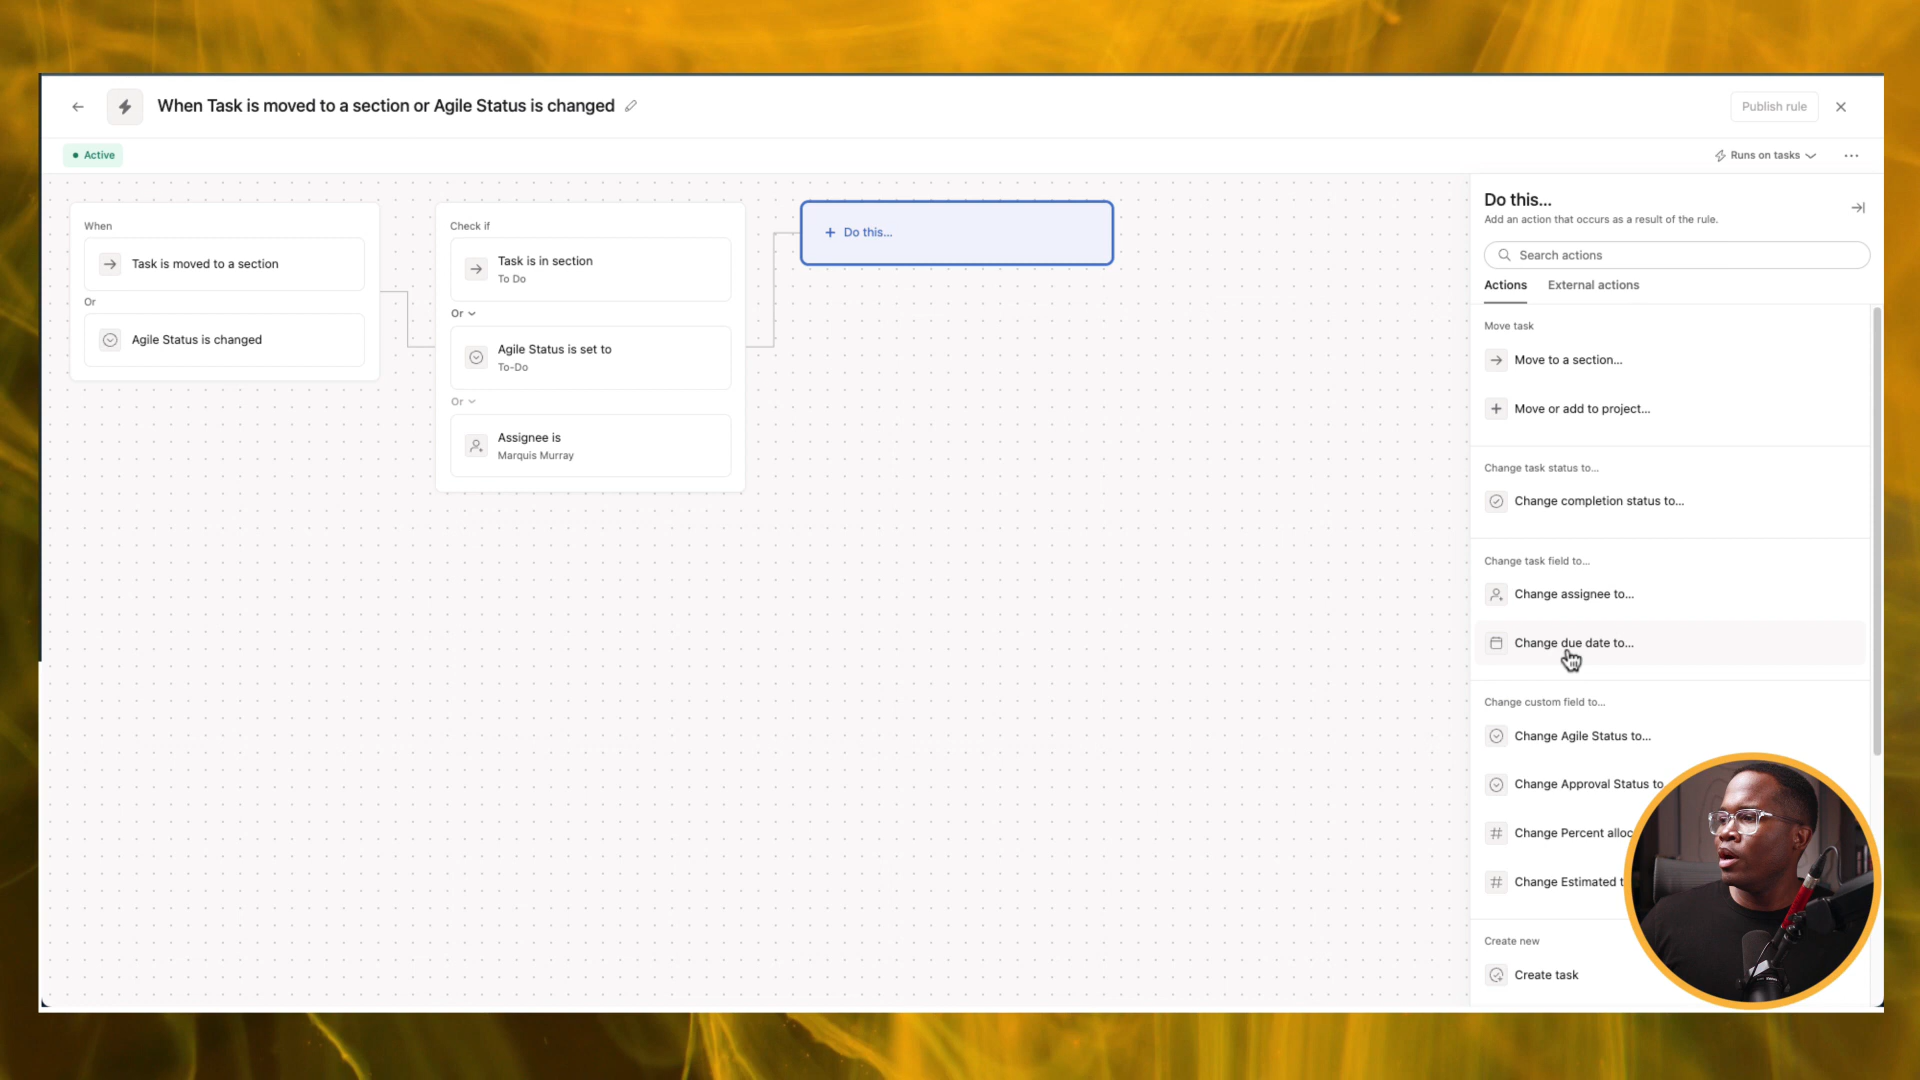 When Task is moved to a section or Agile Status is changed
Publish rule
Active
Runs on tasks
When
Task is moved to a section
Or
Agile Status is changed
Check if
Task is in section
To Do
Or
Agile Status is set to
To-Do
Or
Assignee is
Marquis Murray
+ Do this...
Do this...
Add an action that occurs as a result of the rule.
Search actions
Actions
External actions
Move task
Move to a section...
Move or add to project...
Change task status to...
Change completion status to...
Change task field to...
Change assignee to...
Change due date to...
Change custom field to...
Change Agile Status to...
Change Approval Status to
Change Percent
Change Estimated
Create new
Create task